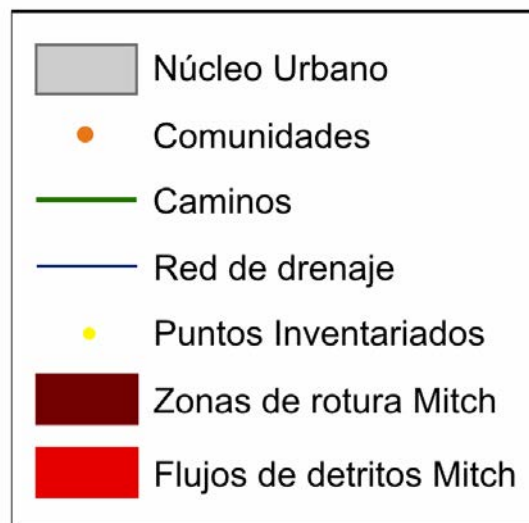 Núcleo Urbano
Comunidades
Caminos
Red de drenaje
Puntos Inventariados
Zonas de rotura Mitch
Flujos de detritos Mitch